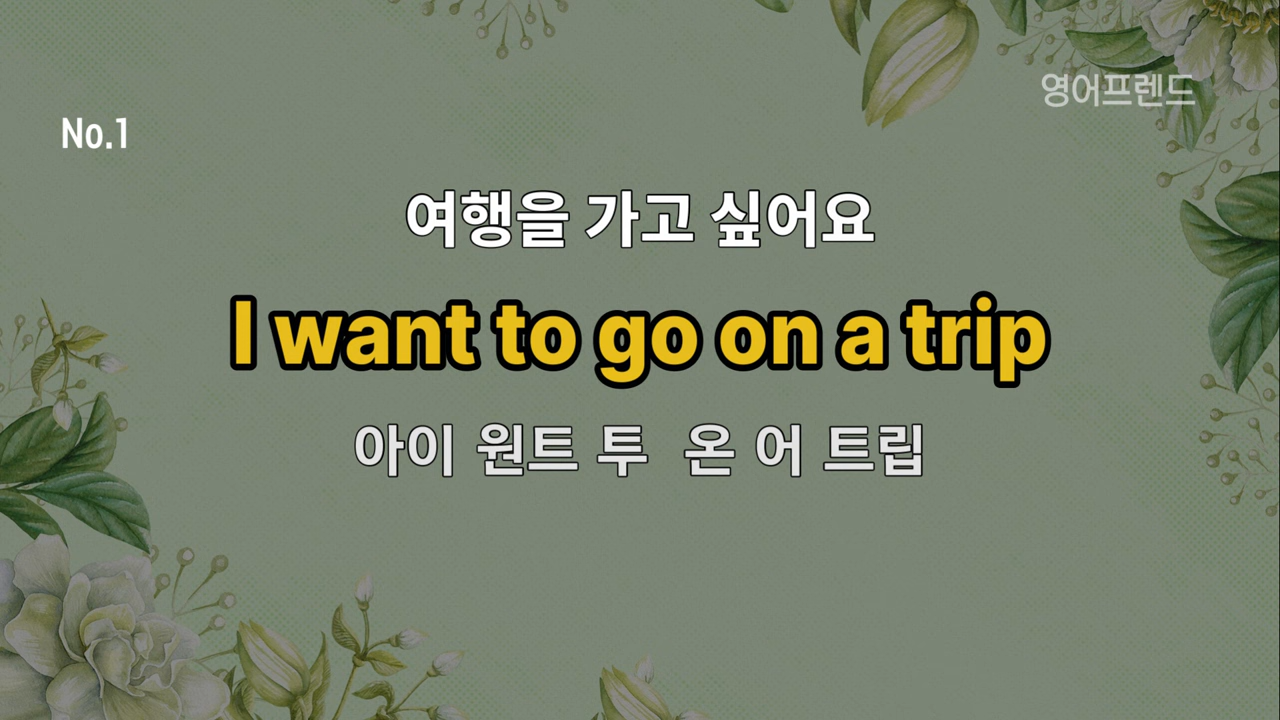 영어프렌드
No.1
여행을 가고 싶어요
I want to go on a trip
아이 원트 투 온 어 트립